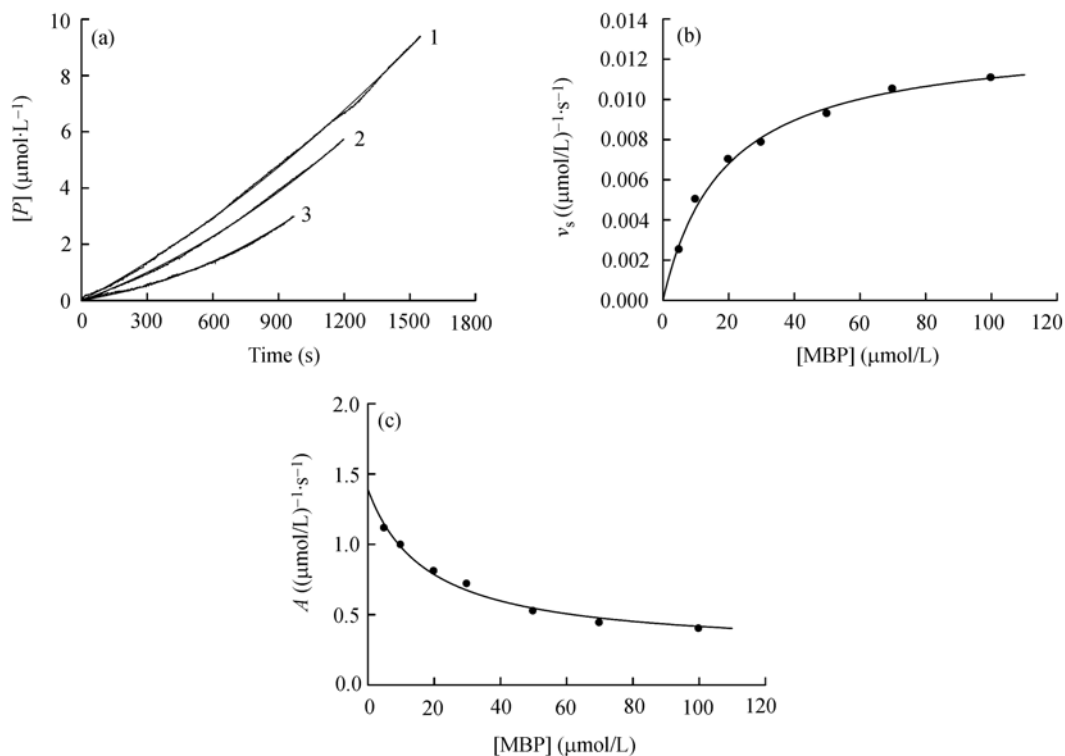 (a)
10
8
6
4
2
0
[P] (μmol·L⁻¹)
1
2
3
0 300 600 900 1200 1500 1800
Time (s)
(b)
0.014
0.012
0.010
0.008
0.006
0.004
0.002
0.000
vₛ ((μmol/L)⁻¹·s⁻¹)
0 20 40 60 80 100 120
[MBP] (μmol/L)
(c)
2.0
1.5
1.0
0.5
0.0
A ((μmol/L)⁻¹·s⁻¹)
0 20 40 60 80 100 120
[MBP] (μmol/L)